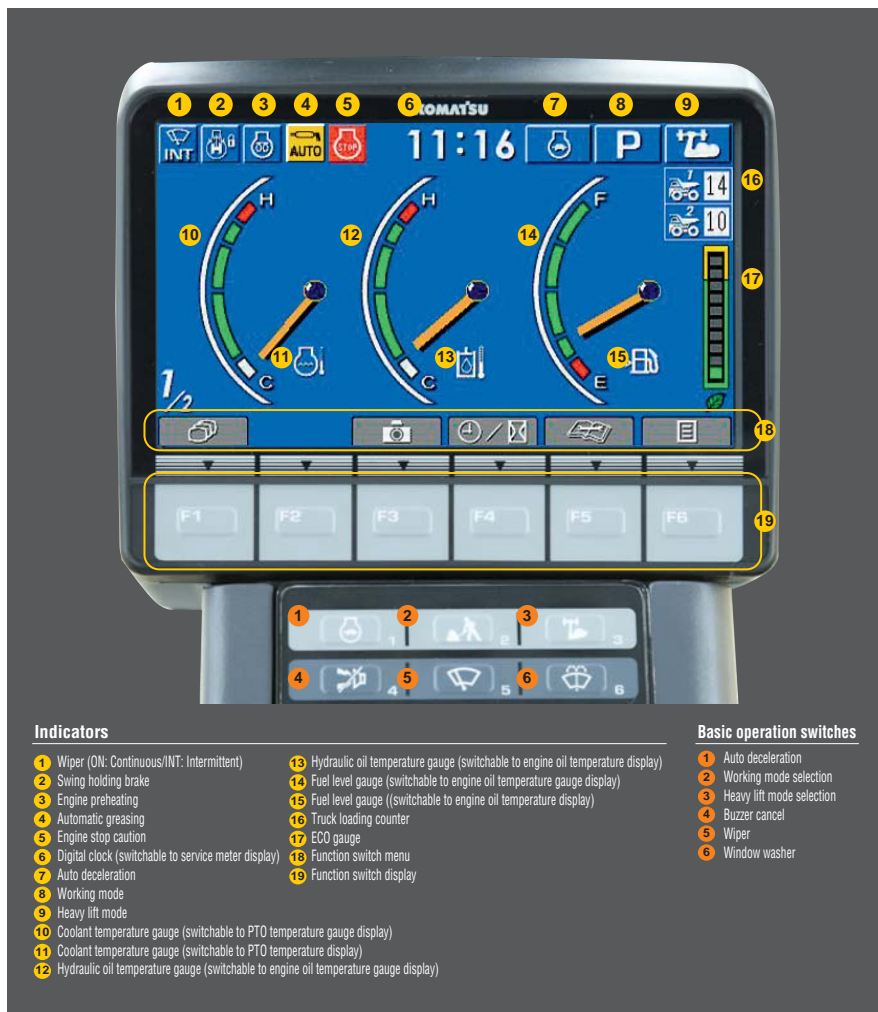 1 2 3 4 5 6 7 8 9
KOMATSU
INT AUTO STOP 11:16 P
1 14 16
2 10
H H F
10 12 14
17
11 13 15
C C E
1/2
18
F1 F2 F3 F4 F5 F6
19
1 1 2 2 3 3
4 4 5 5 6 6
Indicators
1 Wiper (ON: Continuous/INT: Intermittent)
2 Swing holding brake
3 Engine preheating
4 Automatic greasing
5 Engine stop caution
6 Digital clock (switchable to service meter display)
7 Auto deceleration
8 Working mode
9 Heavy lift mode
10 Coolant temperature gauge (switchable to PTO temperature gauge display)
11 Coolant temperature gauge (switchable to PTO temperature display)
12 Hydraulic oil temperature gauge (switchable to engine oil temperature gauge display)
13 Hydraulic oil temperature gauge (switchable to engine oil temperature display)
14 Fuel level gauge (switchable to engine oil temperature gauge display)
15 Fuel level gauge ((switchable to engine oil temperature display)
16 Truck loading counter
17 ECO gauge
18 Function switch menu
19 Function switch display
Basic operation switches
1 Auto deceleration
2 Working mode selection
3 Heavy lift mode selection
4 Buzzer cancel
5 Wiper
6 Window washer